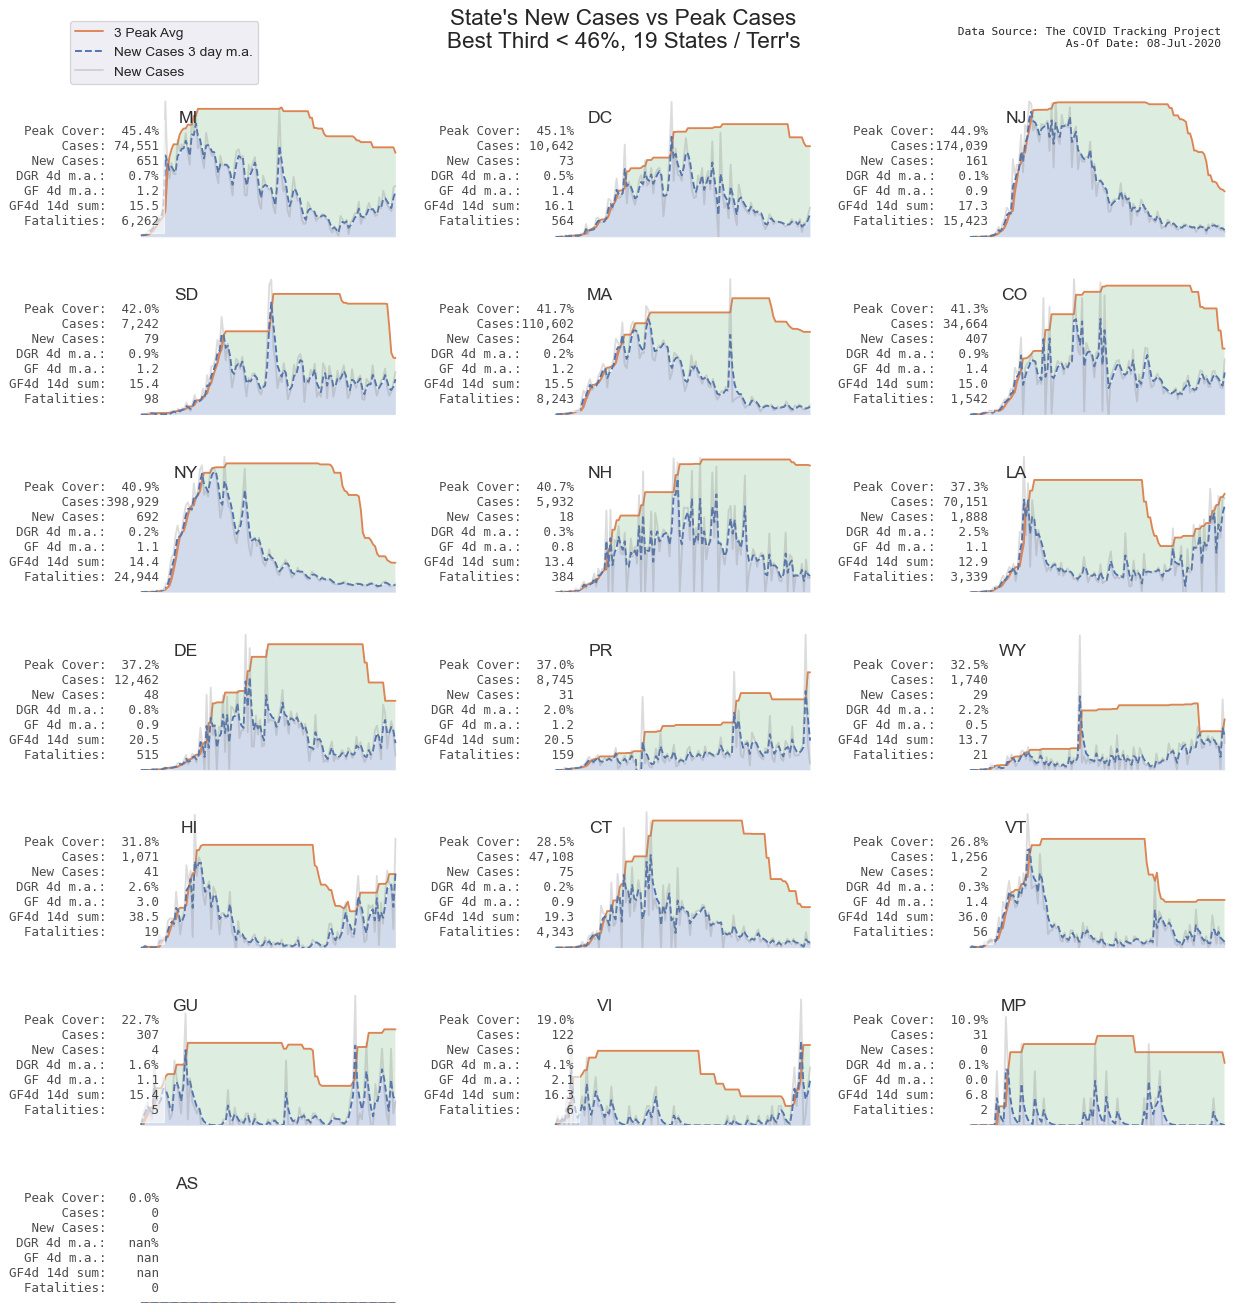 State's New Cases vs Peak Cases
Best Third < 46%, 19 States / Terr's
3 Peak Avg
New Cases 3 day m.a.
New Cases
Data Source: The COVID Tracking Project
As-Of Date: 08-Jul-2020
MI
Peak Cover: 45.4%
Cases: 74,551
New Cases: 651
DGR 4d m.a.: 0.7%
GF 4d m.a.: 1.2
GF4d 14d sum: 15.5
Fatalities: 6,262
DC
Peak Cover: 45.1%
Cases: 10,642
New Cases: 73
DGR 4d m.a.: 0.5%
GF 4d m.a.: 1.4
GF4d 14d sum: 16.1
Fatalities: 564
NJ
Peak Cover: 44.9%
Cases:174,039
New Cases: 161
DGR 4d m.a.: 0.1%
GF 4d m.a.: 0.9
GF4d 14d sum: 17.3
Fatalities: 15,423
SD
Peak Cover: 42.0%
Cases: 7,242
New Cases: 79
DGR 4d m.a.: 0.9%
GF 4d m.a.: 1.2
GF4d 14d sum: 15.4
Fatalities: 98
MA
Peak Cover: 41.7%
Cases:110,602
New Cases: 264
DGR 4d m.a.: 0.2%
GF 4d m.a.: 1.2
GF4d 14d sum: 15.5
Fatalities: 8,243
CO
Peak Cover: 41.3%
Cases: 34,664
New Cases: 407
DGR 4d m.a.: 0.9%
GF 4d m.a.: 1.4
GF4d 14d sum: 15.0
Fatalities: 1,542
NY
Peak Cover: 40.9%
Cases:398,929
New Cases: 692
DGR 4d m.a.: 0.2%
GF 4d m.a.: 1.1
GF4d 14d sum: 14.4
Fatalities: 24,944
NH
Peak Cover: 40.7%
Cases: 5,932
New Cases: 18
DGR 4d m.a.: 0.3%
GF 4d m.a.: 0.8
GF4d 14d sum: 13.4
Fatalities: 384
LA
Peak Cover: 37.3%
Cases: 70,151
New Cases: 1,888
DGR 4d m.a.: 2.5%
GF 4d m.a.: 1.1
GF4d 14d sum: 12.9
Fatalities: 3,339
DE
Peak Cover: 37.2%
Cases: 12,462
New Cases: 48
DGR 4d m.a.: 0.8%
GF 4d m.a.: 0.9
GF4d 14d sum: 20.5
Fatalities: 515
PR
Peak Cover: 37.0%
Cases: 8,745
New Cases: 31
DGR 4d m.a.: 2.0%
GF 4d m.a.: 1.2
GF4d 14d sum: 20.5
Fatalities: 159
WY
Peak Cover: 32.5%
Cases: 1,740
New Cases: 29
DGR 4d m.a.: 2.2%
GF 4d m.a.: 0.5
GF4d 14d sum: 13.7
Fatalities: 21
HI
Peak Cover: 31.8%
Cases: 1,071
New Cases: 41
DGR 4d m.a.: 2.6%
GF 4d m.a.: 3.0
GF4d 14d sum: 38.5
Fatalities: 19
CT
Peak Cover: 28.5%
Cases: 47,108
New Cases: 75
DGR 4d m.a.: 0.2%
GF 4d m.a.: 0.9
GF4d 14d sum: 19.3
Fatalities: 4,343
VT
Peak Cover: 26.8%
Cases: 1,256
New Cases: 2
DGR 4d m.a.: 0.3%
GF 4d m.a.: 1.4
GF4d 14d sum: 36.0
Fatalities: 56
GU
Peak Cover: 22.7%
Cases: 307
New Cases: 4
DGR 4d m.a.: 1.6%
GF 4d m.a.: 1.1
GF4d 14d sum: 15.4
Fatalities: 5
VI
Peak Cover: 19.0%
Cases: 122
New Cases: 6
DGR 4d m.a.: 4.1%
GF 4d m.a.: 2.1
GF4d 14d sum: 16.3
Fatalities: 6
MP
Peak Cover: 10.9%
Cases: 31
New Cases: 0
DGR 4d m.a.: 0.1%
GF 4d m.a.: 0.0
GF4d 14d sum: 6.8
Fatalities: 2
AS
Peak Cover: 0.0%
Cases: 0
New Cases: 0
DGR 4d m.a.: nan%
GF 4d m.a.: nan
GF4d 14d sum: nan
Fatalities: 0